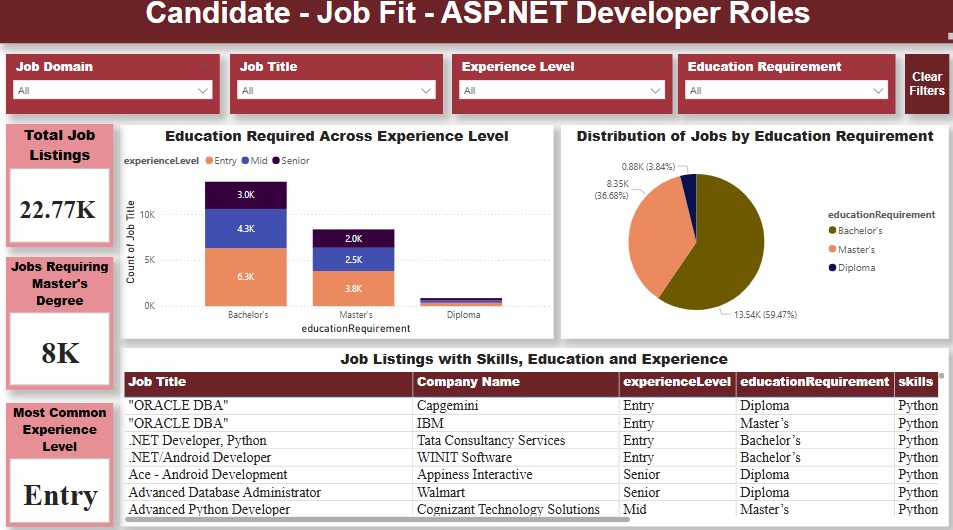 Candidate - Job Fit - ASP.NET Developer Roles
Job Domain
All
Job Title
All
Experience Level
All
Education Requirement
All
Clear
Filters
Total Job
Listings
22.77K
Jobs Requiring
Master's
Degree
8K
Most Common
Experience
Level
Entry
Education Required Across Experience Level
experienceLevel Entry Mid Senior
Count of Job Title
10K
5K
0K
3.0K
4.3K
6.3K
2.0K
2.5K
3.8K
Bachelor's Master's Diploma
educationRequirement
Distribution of Jobs by Education Requirement
0.88K (3.84%)
8.35K
(36.68%)
13.54K (59.47%)
educationRequirement
Bachelor's
Master's
Diploma
Job Listings with Skills, Education and Experience
Job Title Company Name experienceLevel educationRequirement skills
"ORACLE DBA" Capgemini Entry Diploma Python
"ORACLE DBA" IBM Entry Master’s Python
.NET Developer, Python Tata Consultancy Services Entry Bachelor’s Python
.NET/Android Developer WINIT Software Entry Bachelor’s Python
Ace - Android Development Appiness Interactive Senior Diploma Python
Advanced Database Administrator Walmart Senior Diploma Python
Advanced Python Developer Cognizant Technology Solutions Mid Master’s Python